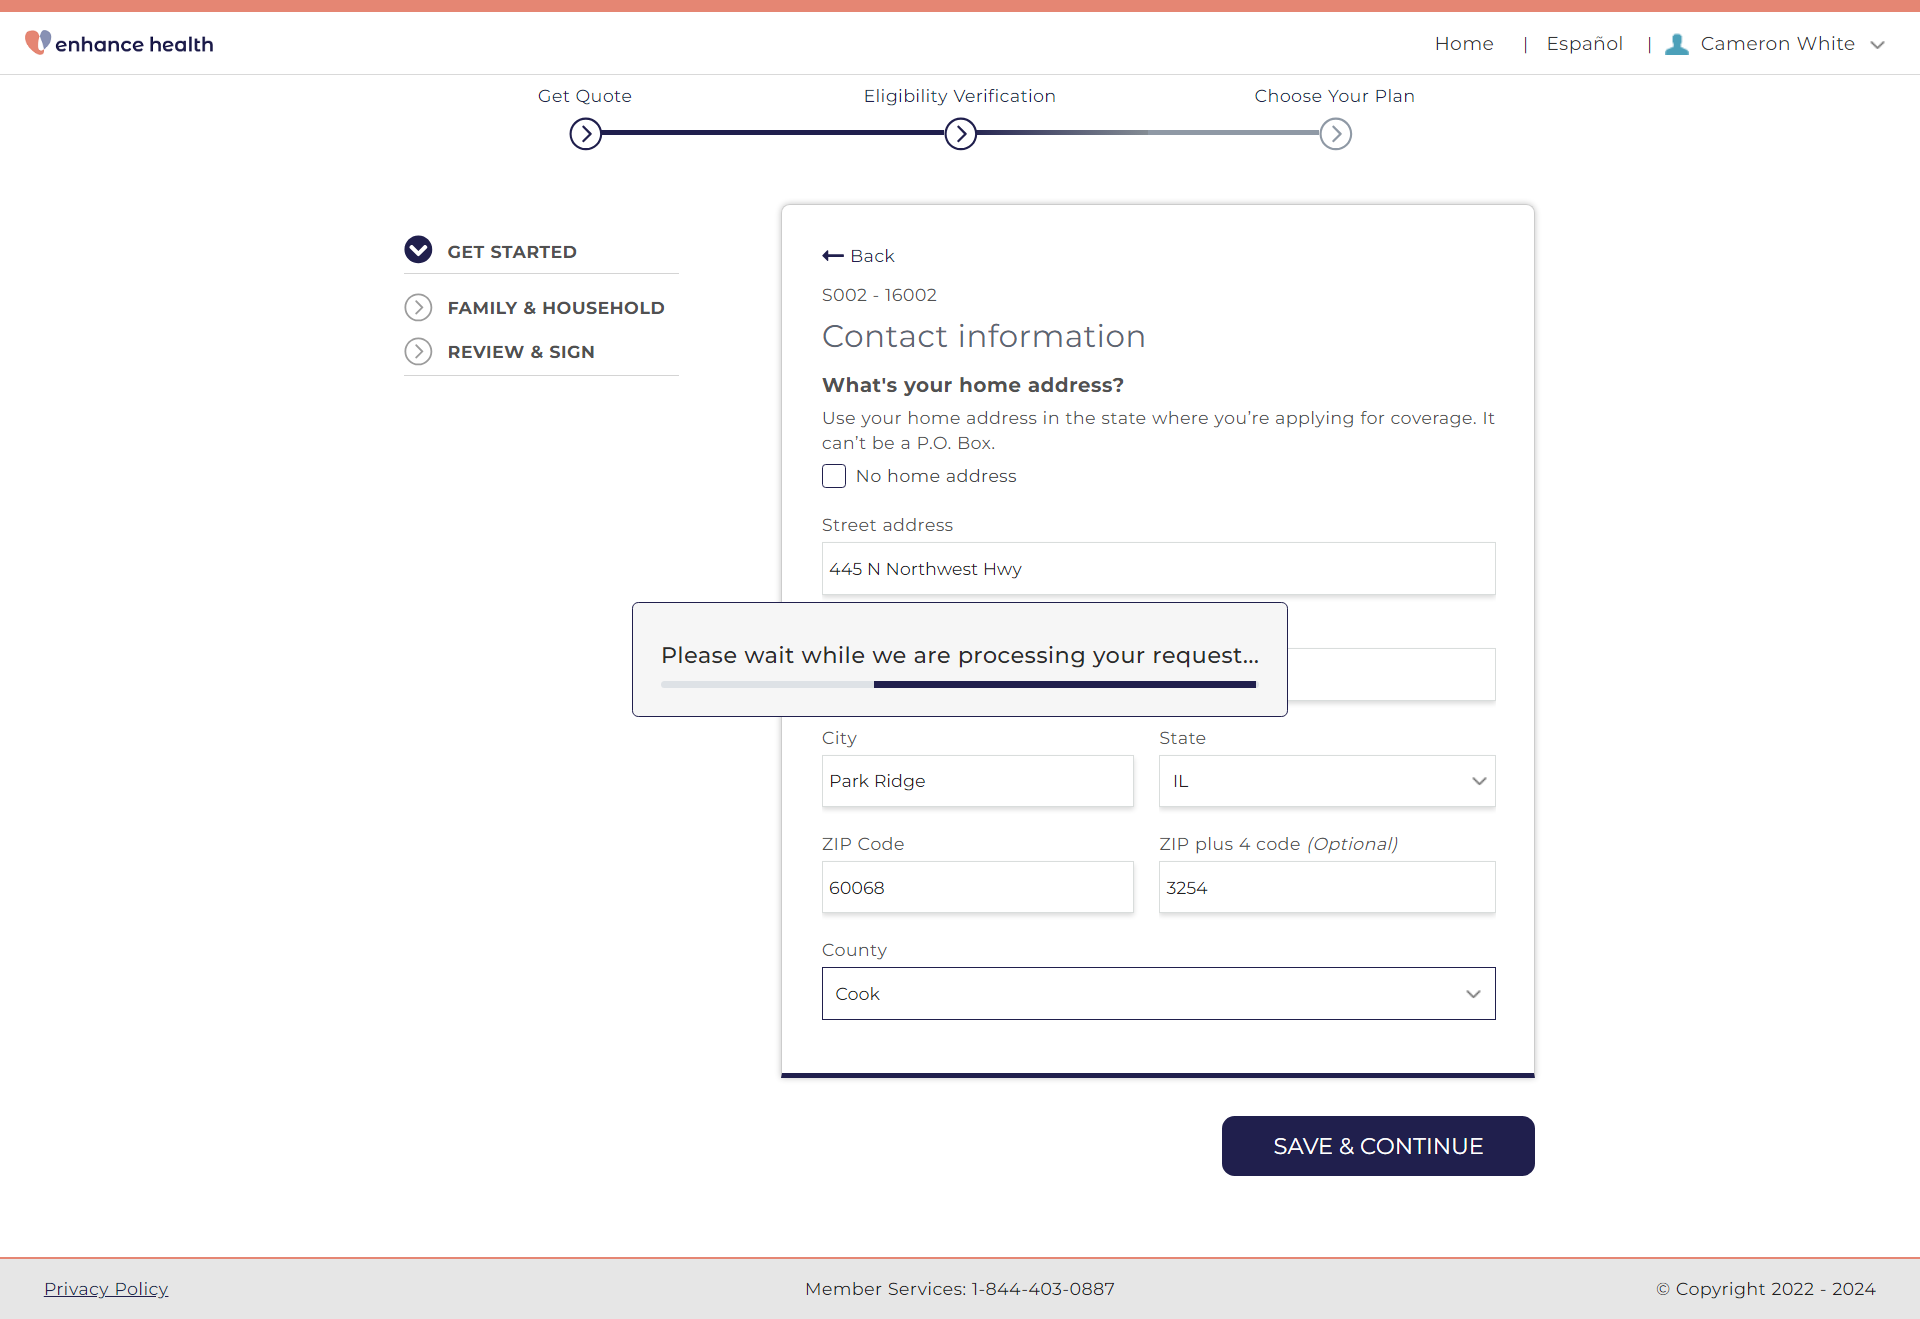 enhance health
Home | Español | Cameron White
Get Quote
Eligibility Verification
Choose Your Plan
GET STARTED
FAMILY & HOUSEHOLD
REVIEW & SIGN
Back
S002 - 16002
Contact information
What's your home address?
Use your home address in the state where you’re applying for coverage. It
can’t be a P.O. Box.
No home address
Street address
445 N Northwest Hwy
Please wait while we are processing your request...
City
State
Park Ridge
IL
ZIP Code
ZIP plus 4 code (Optional)
60068
3254
County
Cook
SAVE & CONTINUE
Privacy Policy
Member Services: 1-844-403-0887
© Copyright 2022 - 2024